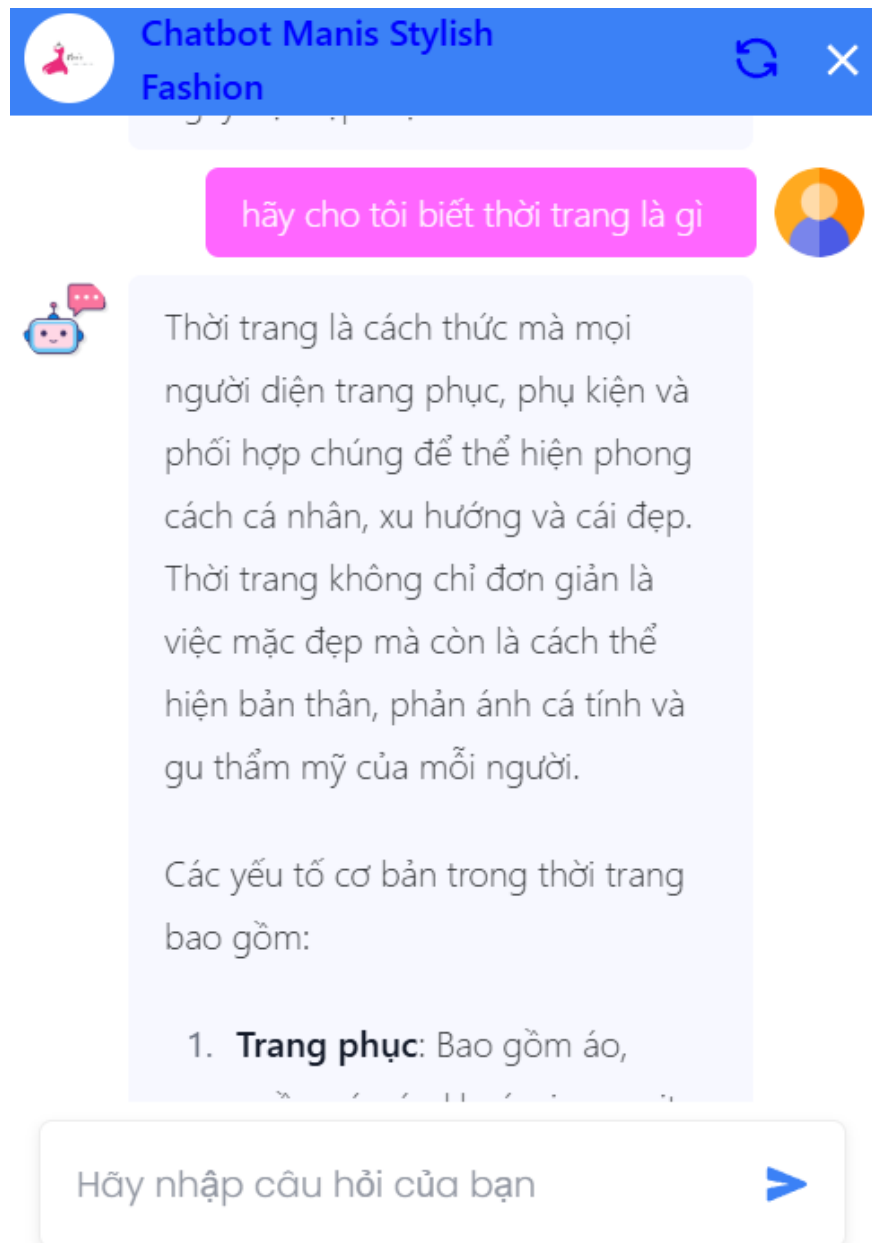 Chatbot Manis Stylish
Fashion
hãy cho tôi biết thời trang là gì
Thời trang là cách thức mà mọi
người diện trang phục, phụ kiện và
phối hợp chúng để thể hiện phong
cách cá nhân, xu hướng và cái đẹp.
Thời trang không chỉ đơn giản là
việc mặc đẹp mà còn là cách thể
hiện bản thân, phản ánh cá tính và
gu thẩm mỹ của mỗi người.
Các yếu tố cơ bản trong thời trang
bao gồm:
1. Trang phục: Bao gồm áo,
Hãy nhập câu hỏi của bạn